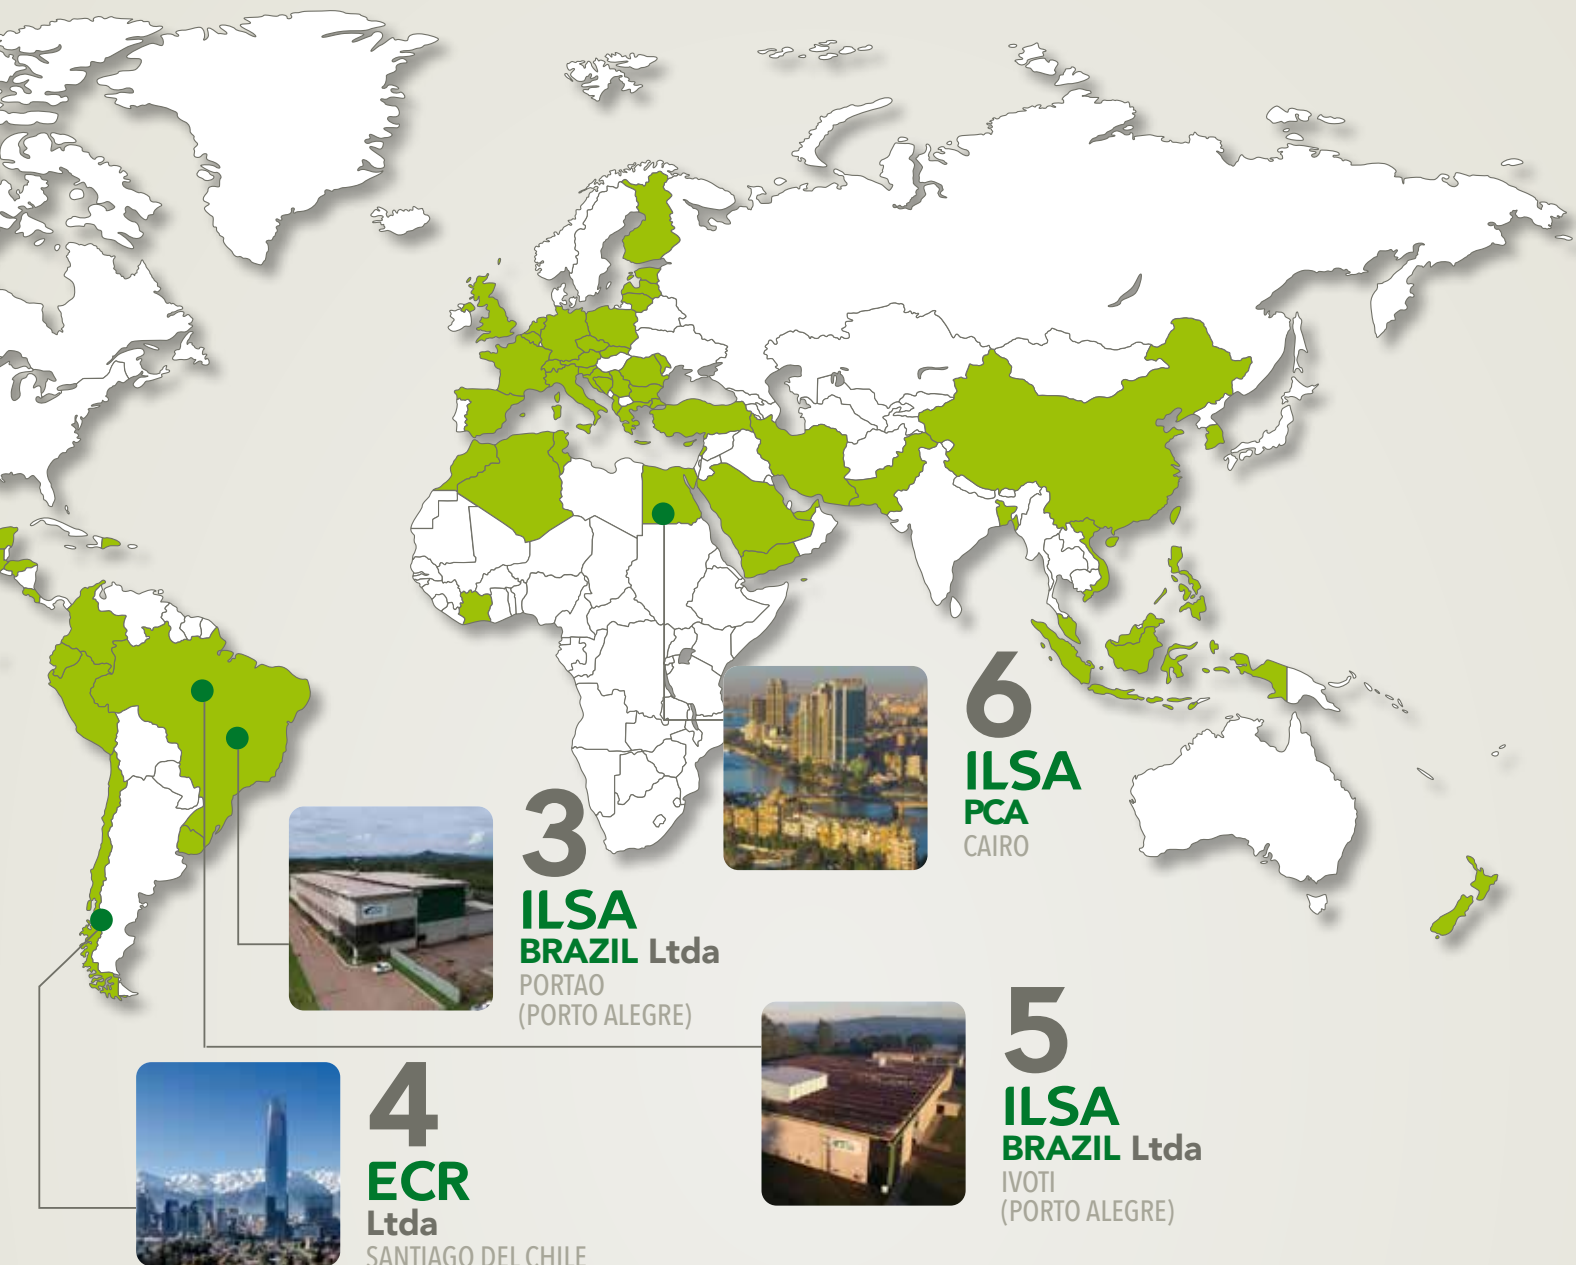 6
ILSA
PCA
CAIRO
3
ILSA
BRAZIL Ltda
PORTAO
(PORTO ALEGRE)
5
ILSA
BRAZIL Ltda
IVOTI
(PORTO ALEGRE)
4
ECR
Ltda
SANTIAGO DEL CHILE